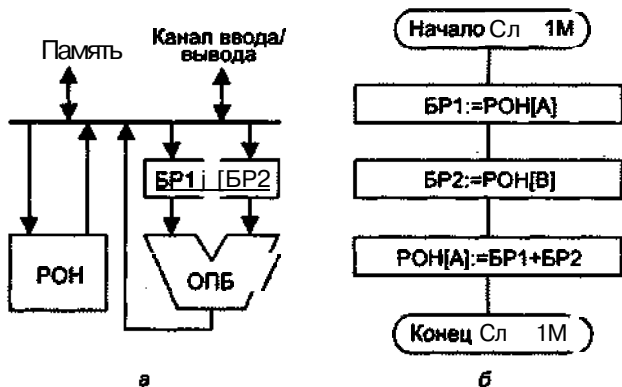 Память
Канал ввода/
вывода
БР1 j [БР2
РОН
ОПБ
а
Начало Сл 1М
БР1:=РОН[А]
БР2:=РОН[В]
РОН[А]:=БР1+БР2
Конец Сл 1М
б